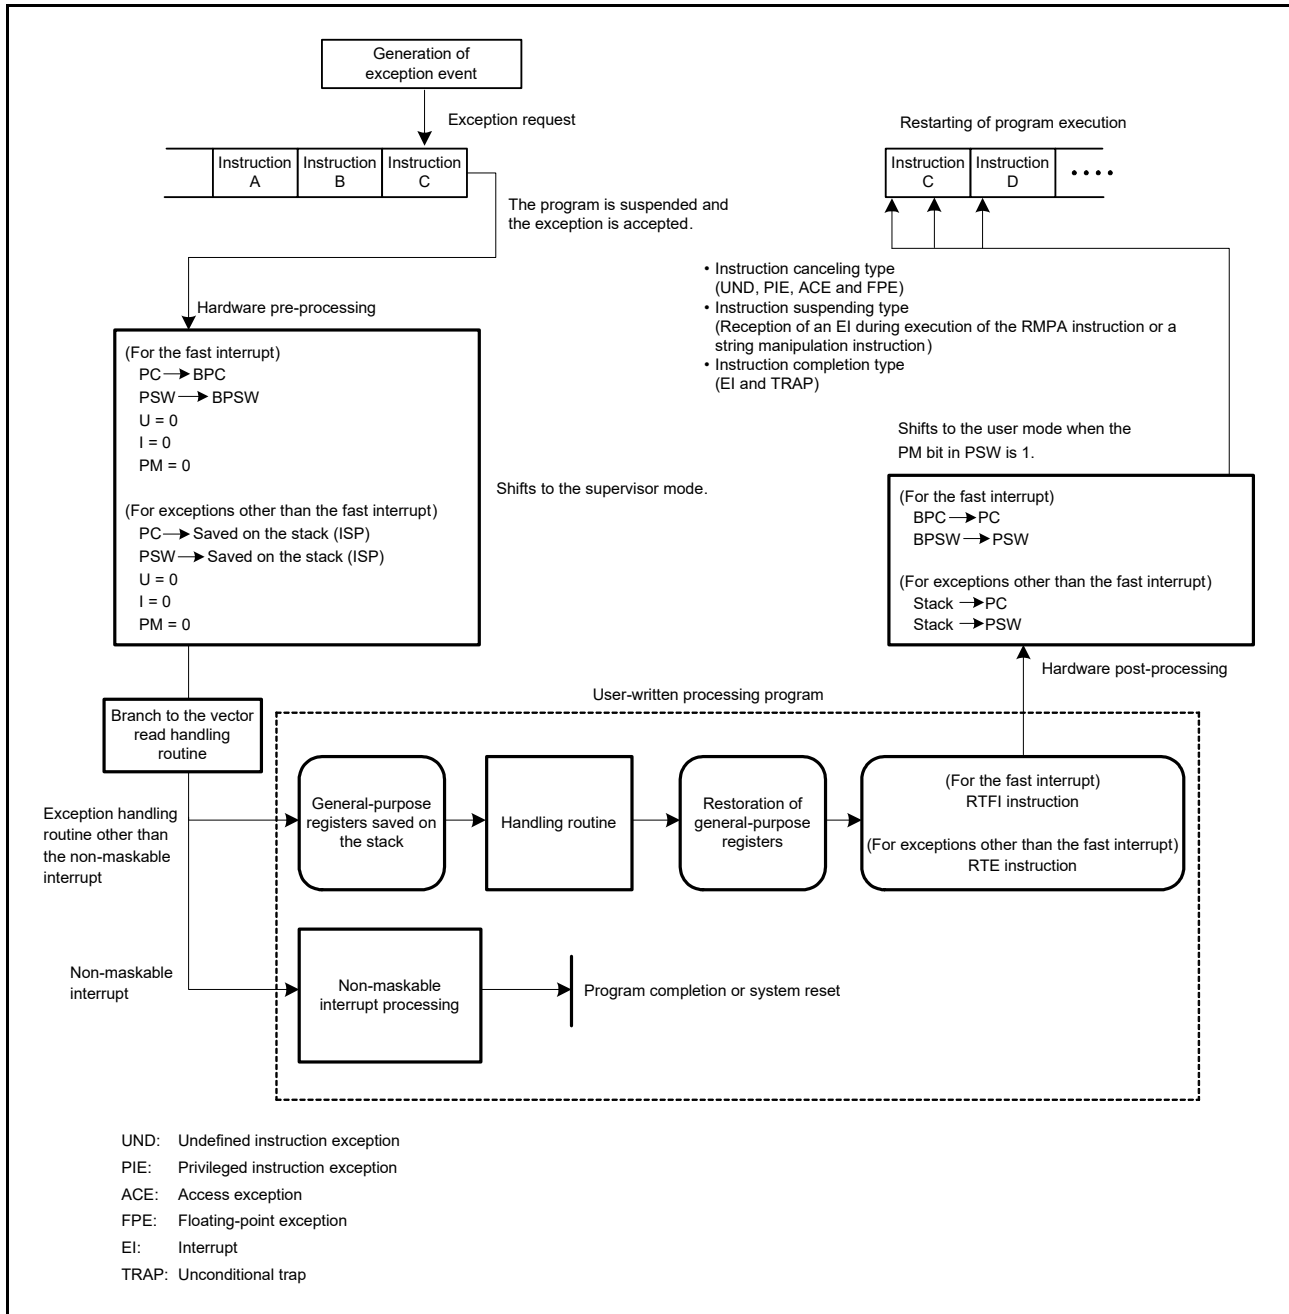 Generation of
exception event
Exception request
Instruction
A
Instruction
B
Instruction
C
The program is suspended and
the exception is accepted.
Restarting of program execution
Instruction
C
Instruction
D
• • • •
• Instruction canceling type
(UND, PIE, ACE and FPE)
• Instruction suspending type
(Reception of an EI during execution of the RMPA instruction or a
string manipulation instruction)
• Instruction completion type
(EI and TRAP)
Hardware pre-processing
(For the fast interrupt)
PC → BPC
PSW → BPSW
U = 0
I = 0
PM = 0
(For exceptions other than the fast interrupt)
PC → Saved on the stack (ISP)
PSW → Saved on the stack (ISP)
U = 0
I = 0
PM = 0
Shifts to the supervisor mode.
Shifts to the user mode when the
PM bit in PSW is 1.
(For the fast interrupt)
BPC → PC
BPSW → PSW
(For exceptions other than the fast interrupt)
Stack → PC
Stack → PSW
Hardware post-processing
User-written processing program
Branch to the vector
read handling
routine
Exception handling
routine other than
the non-maskable
interrupt
General-purpose
registers saved on
the stack
Handling routine
Restoration of
general-purpose
registers
(For the fast interrupt)
RTFI instruction
(For exceptions other than the fast interrupt)
RTE instruction
Non-maskable
interrupt
Non-maskable
interrupt processing
Program completion or system reset
UND: Undefined instruction exception
PIE: Privileged instruction exception
ACE: Access exception
FPE: Floating-point exception
EI: Interrupt
TRAP: Unconditional trap